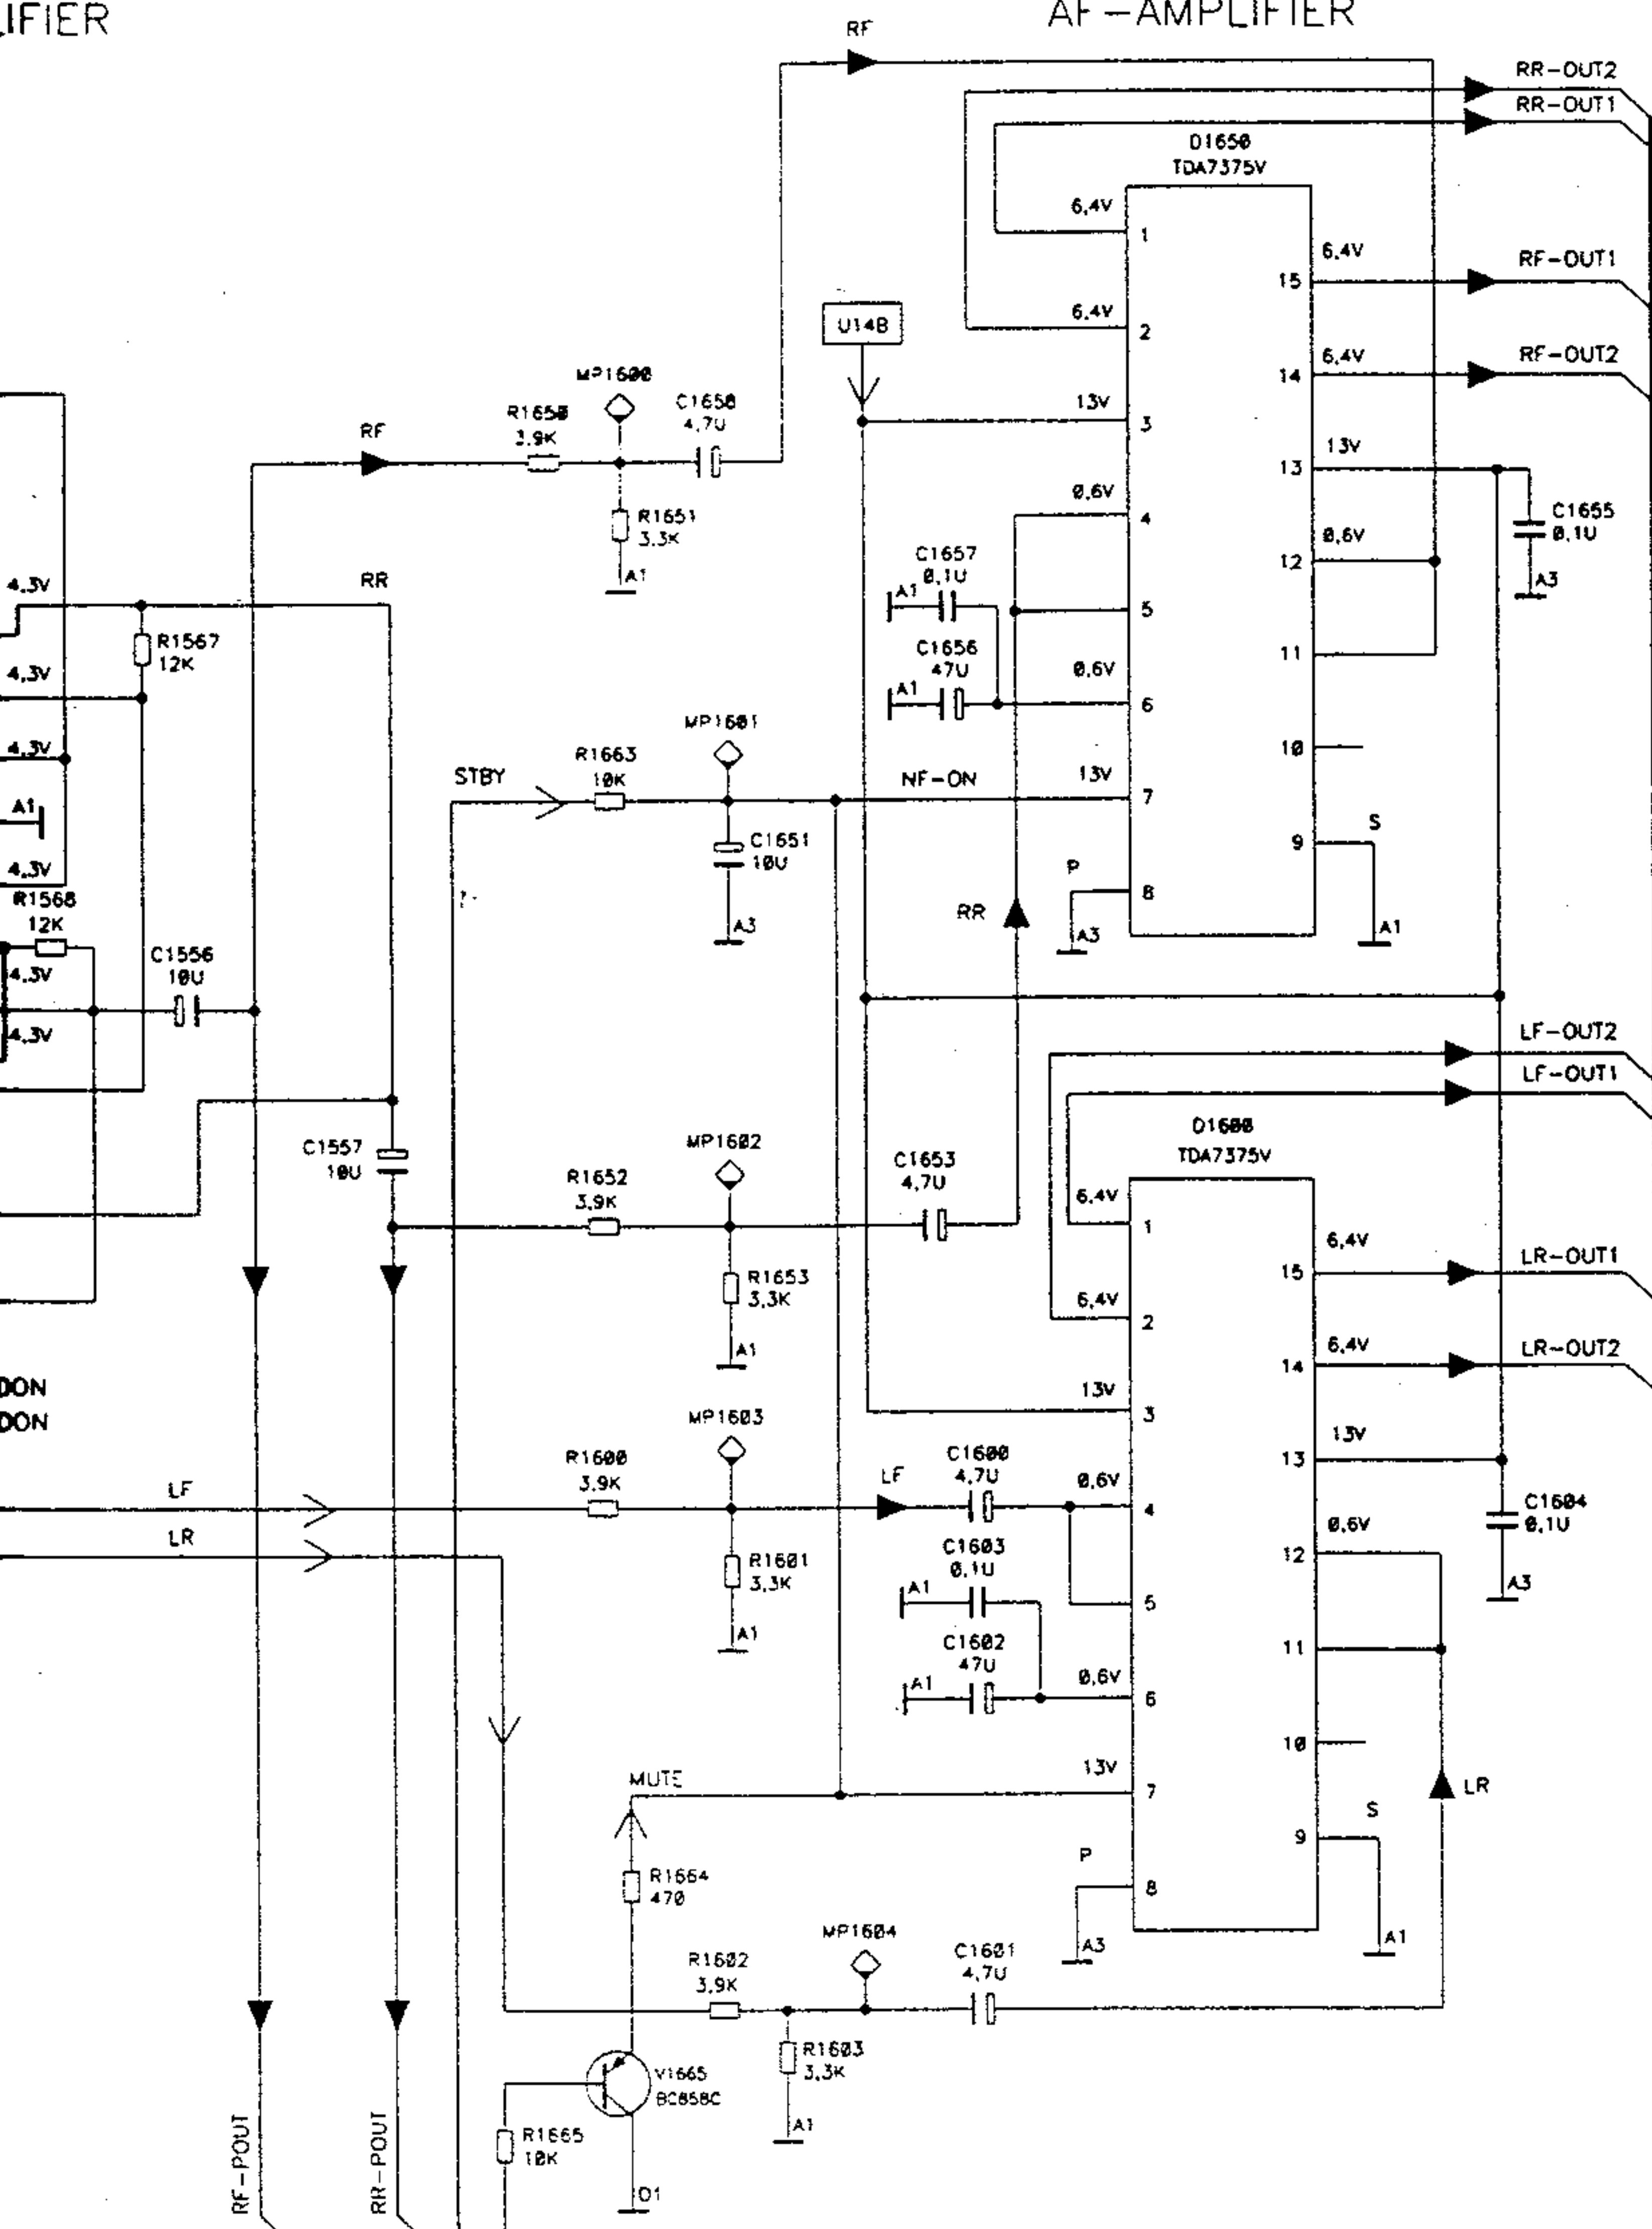 IFIER
AF-AMPLIFIER
RF
RR-OUT2
RR-OUT1
D1650
TDA7375V
6,4V
1
6,4V
15
RF-OUT1
6,4V
2
U14B
6,4V
14
RF-OUT2
MP1600
R1650
3.9K
C1650
4,7U
RF
13V
3
13V
13
R1651
3.3K
A1
0,6V
4
C1655
0,1U
A3
0,6V
12
C1657
0,1U
A1
5
4.3V
RR
R1567
12K
C1656
47U
A1
0,6V
6
11
4.3V
MP1601
10
4.3V
STBY
R1663
10K
NF-ON
13V
7
A1
C1651
10U
A3
S
9
A1
4.3V
P
8
A3
R1568
12K
RR
4.3V
C1556
10U
4.3V
LF-OUT2
LF-OUT1
D1600
TDA7375V
C1557
10U
MP1602
R1652
3.9K
C1653
4,7U
6,4V
1
6,4V
15
LR-OUT1
R1653
3.3K
A1
6,4V
2
6,4V
14
LR-OUT2
DON
DON
13V
3
MP1603
13V
13
R1600
3.9K
LF
LF
C1600
4,7U
0,6V
4
C1604
0,1U
A3
LR
0,6V
12
R1601
3.3K
A1
C1603
0,1U
A1
5
C1602
47U
A1
0,6V
6
11
10
MUTE
13V
7
LR
S
9
A1
R1664
470
P
8
A3
MP1604
R1602
3.9K
C1601
4,7U
R1603
3.3K
A1
V1665
BC858C
R1665
10K
D1
RF-POUT
RR-POUT